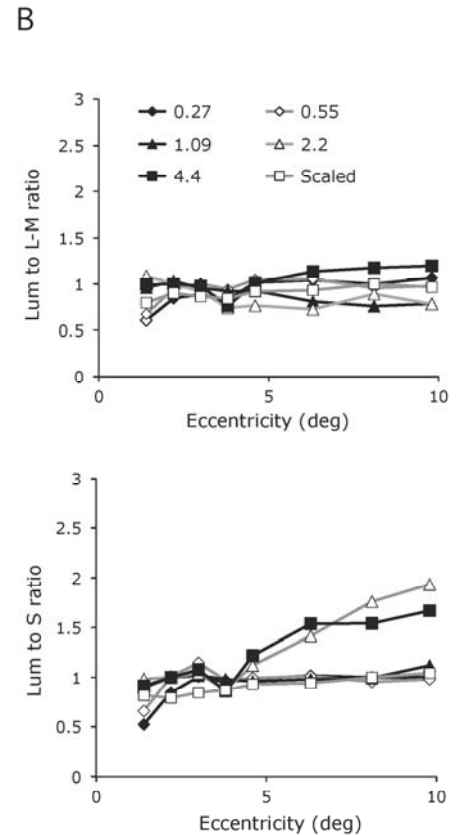 B
3
2.5
2
1.5
1
0.5
0
Lum to L-M ratio
0.27 0.55
1.09 2.2
4.4 Scaled
0 5 10
Eccentricity (deg)
3
2.5
2
1.5
1
0.5
0
Lum to S ratio
0 5 10
Eccentricity (deg)